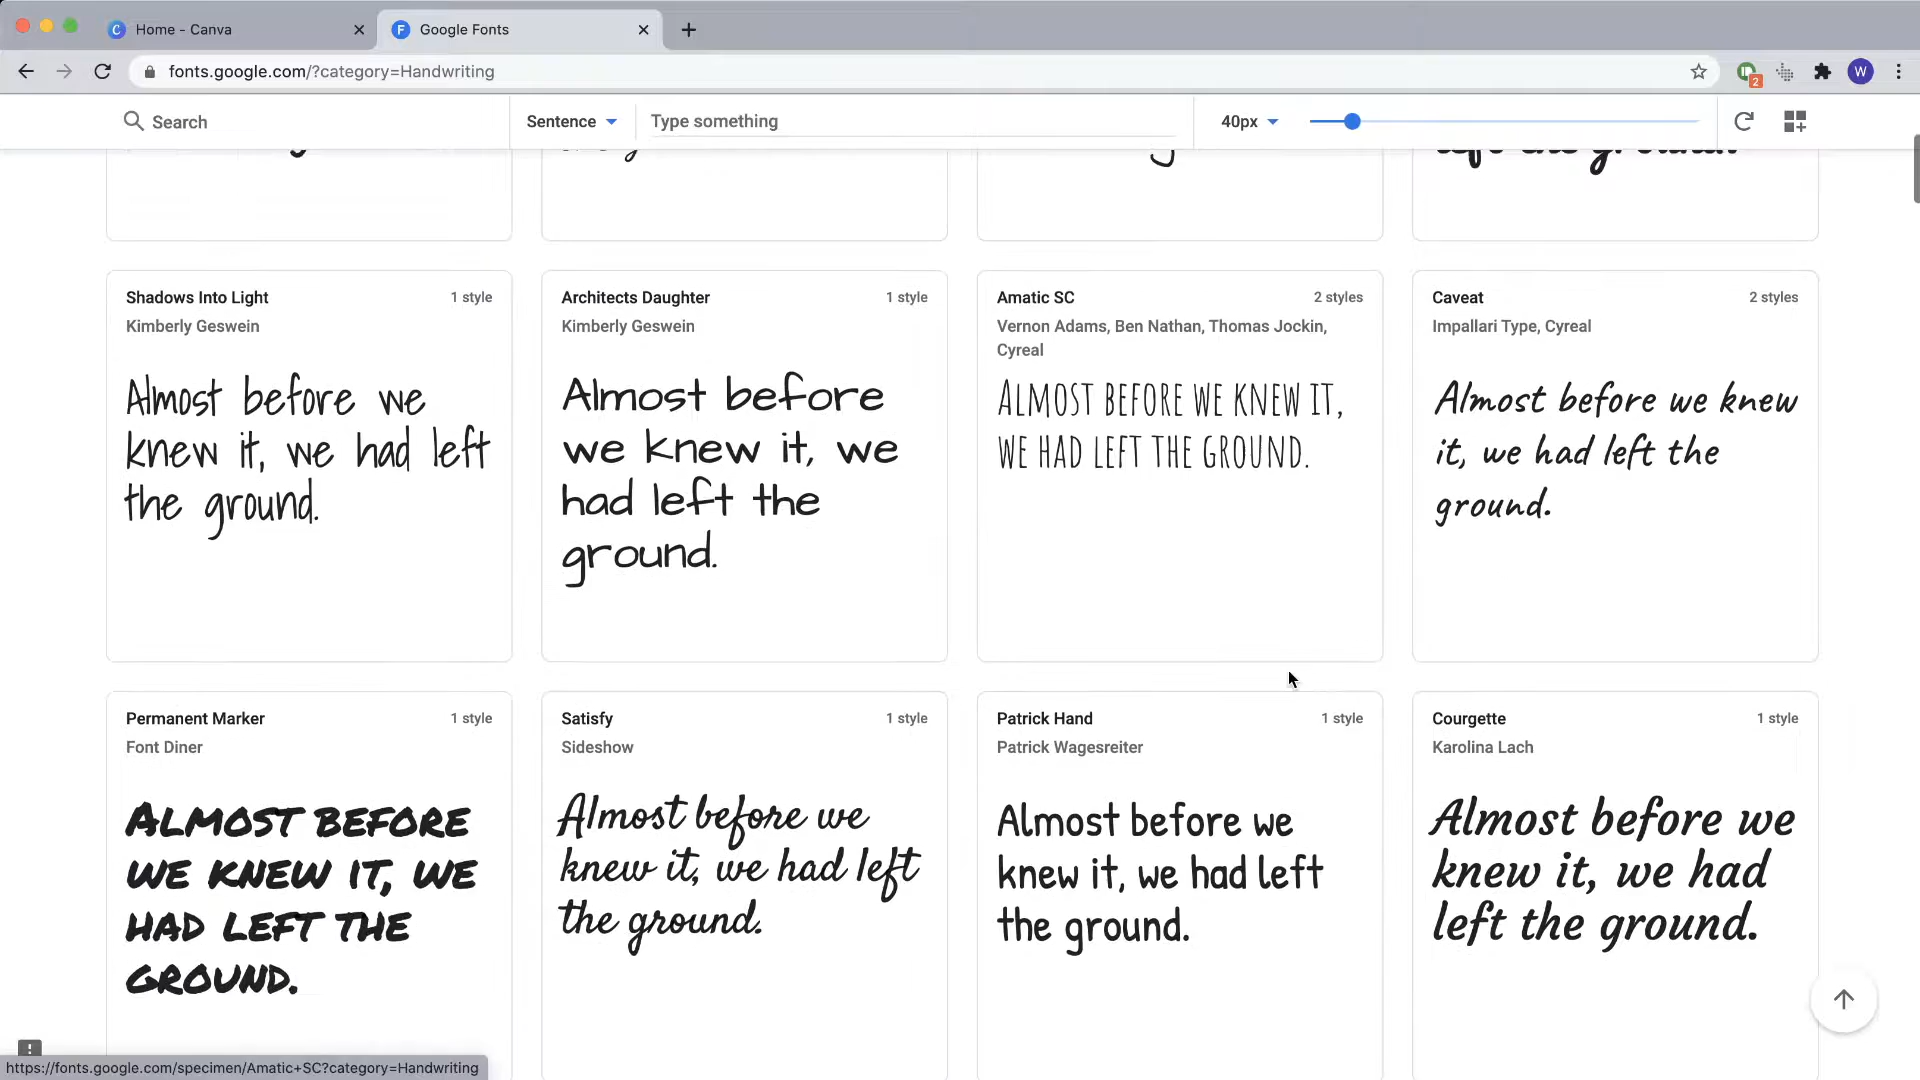 Home - Canva
Google Fonts
fonts.google.com/?category=Handwriting
2
W
Search
Sentence
Type something
40px
left the ground.
Shadows Into Light
1 style
Kimberly Geswein
Almost before we
knew it, we had left
the ground.
Architects Daughter
1 style
Kimberly Geswein
Almost before
we knew it, we
had left the
ground.
Amatic SC
2 styles
Vernon Adams, Ben Nathan, Thomas Jockin,
Cyreal
ALMOST BEFORE WE KNEW IT,
WE HAD LEFT THE GROUND.
Caveat
2 styles
Impallari Type, Cyreal
Almost before we knew
it, we had left the
ground.
Permanent Marker
1 style
Font Diner
ALMOST BEFORE
WE KNEW IT, WE
HAD LEFT THE
GROUND.
Satisfy
1 style
Sideshow
Almost before we
knew it, we had left
the ground.
Patrick Hand
1 style
Patrick Wagesreiter
Almost before we
knew it, we had left
the ground.
Courgette
1 style
Karolina Lach
Almost before we
knew it, we had
left the ground.
https://fonts.google.com/specimen/Amatic+SC?category=Handwriting